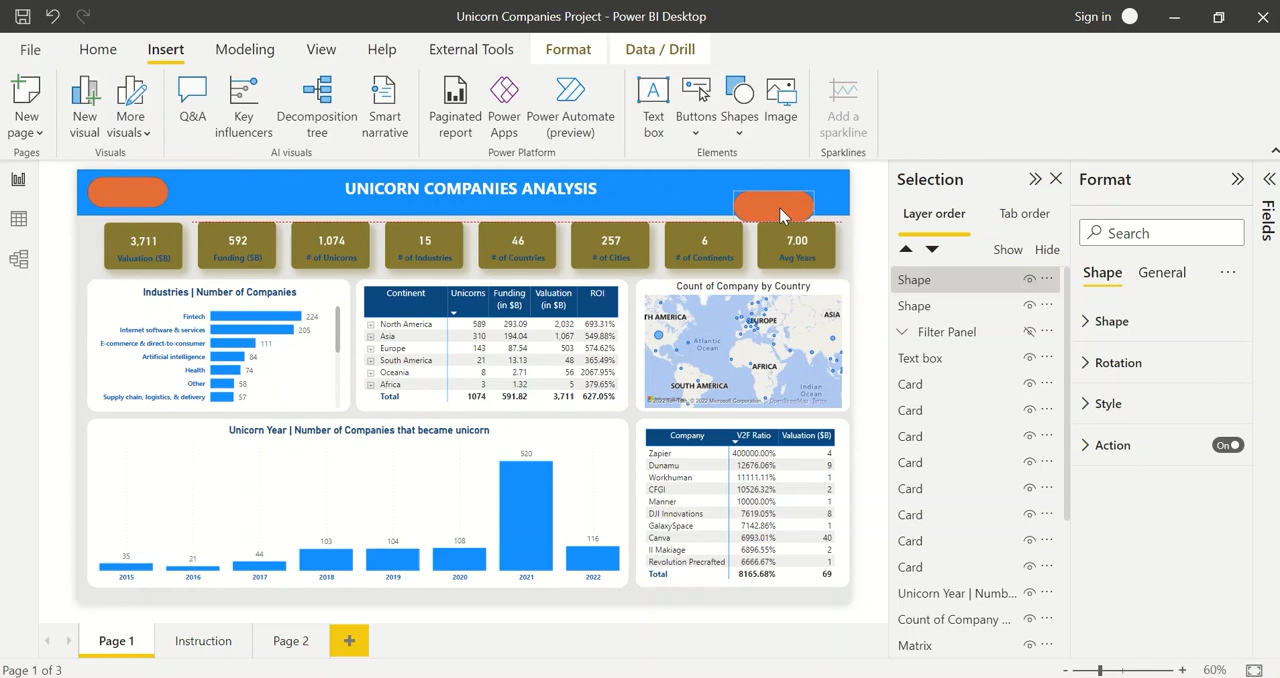 Unicorn Companies Project - Power BI Desktop
Sign in
File Home Insert Modeling View Help External Tools Format Data / Drill
New page
New visual
More visuals
Q&A
Key influencers
Decomposition tree
Smart narrative
Paginated report
Power Apps
Power Automate (preview)
Text box
Buttons
Shapes
Image
Add a sparkline
Pages Visuals AI visuals Power Platform Elements Sparklines
UNICORN COMPANIES ANALYSIS
3,711 592 1,074 15 46 257 6 7.00
Valuation ($B) Funding ($B) # of Unicorns # of Industries # of Countries # of Cities # of Continents Avg Years
Industries | Number of Companies
Fintech 224
Internet software & services 205
E-commerce & direct-to-consumer 111
Artificial intelligence 84
Health 74
Other 58
Supply chain, logistics, & delivery 57
Continent Unicorns Funding (in $B) Valuation (in $B) ROI
North America 589 293.09 2,032 693.31%
Asia 310 194.04 1,067 549.88%
Europe 143 87.54 503 574.62%
South America 21 13.13 48 365.49%
Oceania 8 2.71 56 2067.95%
Africa 3 1.32 5 379.65%
Total 1074 591.82 3,711 627.05%
Count of Company by Country
TH AMERICA
EUROPE
ASIA
Atlantic
Ocean
AFRICA
SOUTH AMERICA
Indian
Unicorn Year | Number of Companies that became unicorn
35 21 44 103 104 108 520 116
2015 2016 2017 2018 2019 2020 2021 2022
Company V2F Ratio Valuation ($B)
Zapier 400000.00% 4
Dunamu 12676.06% 9
Workhuman 11111.11% 1
CFGI 10526.32% 2
Manner 10000.00% 1
DJI Innovations 7619.05% 8
GalaxySpace 7142.86% 1
Canva 6993.01% 40
Il Makiage 6896.55% 2
Revolution Precrafted 6666.67% 1
Total 8165.68% 69
Selection
Layer order Tab order
Show Hide
Shape
Shape
Filter Panel
Text box
Card
Card
Card
Card
Card
Card
Card
Card
Unicorn Year | Numb...
Count of Company ...
Matrix
Format
Search
Shape General
Shape
Rotation
Style
Action On
Fields
Page 1 Instruction Page 2
Page 1 of 3
60%